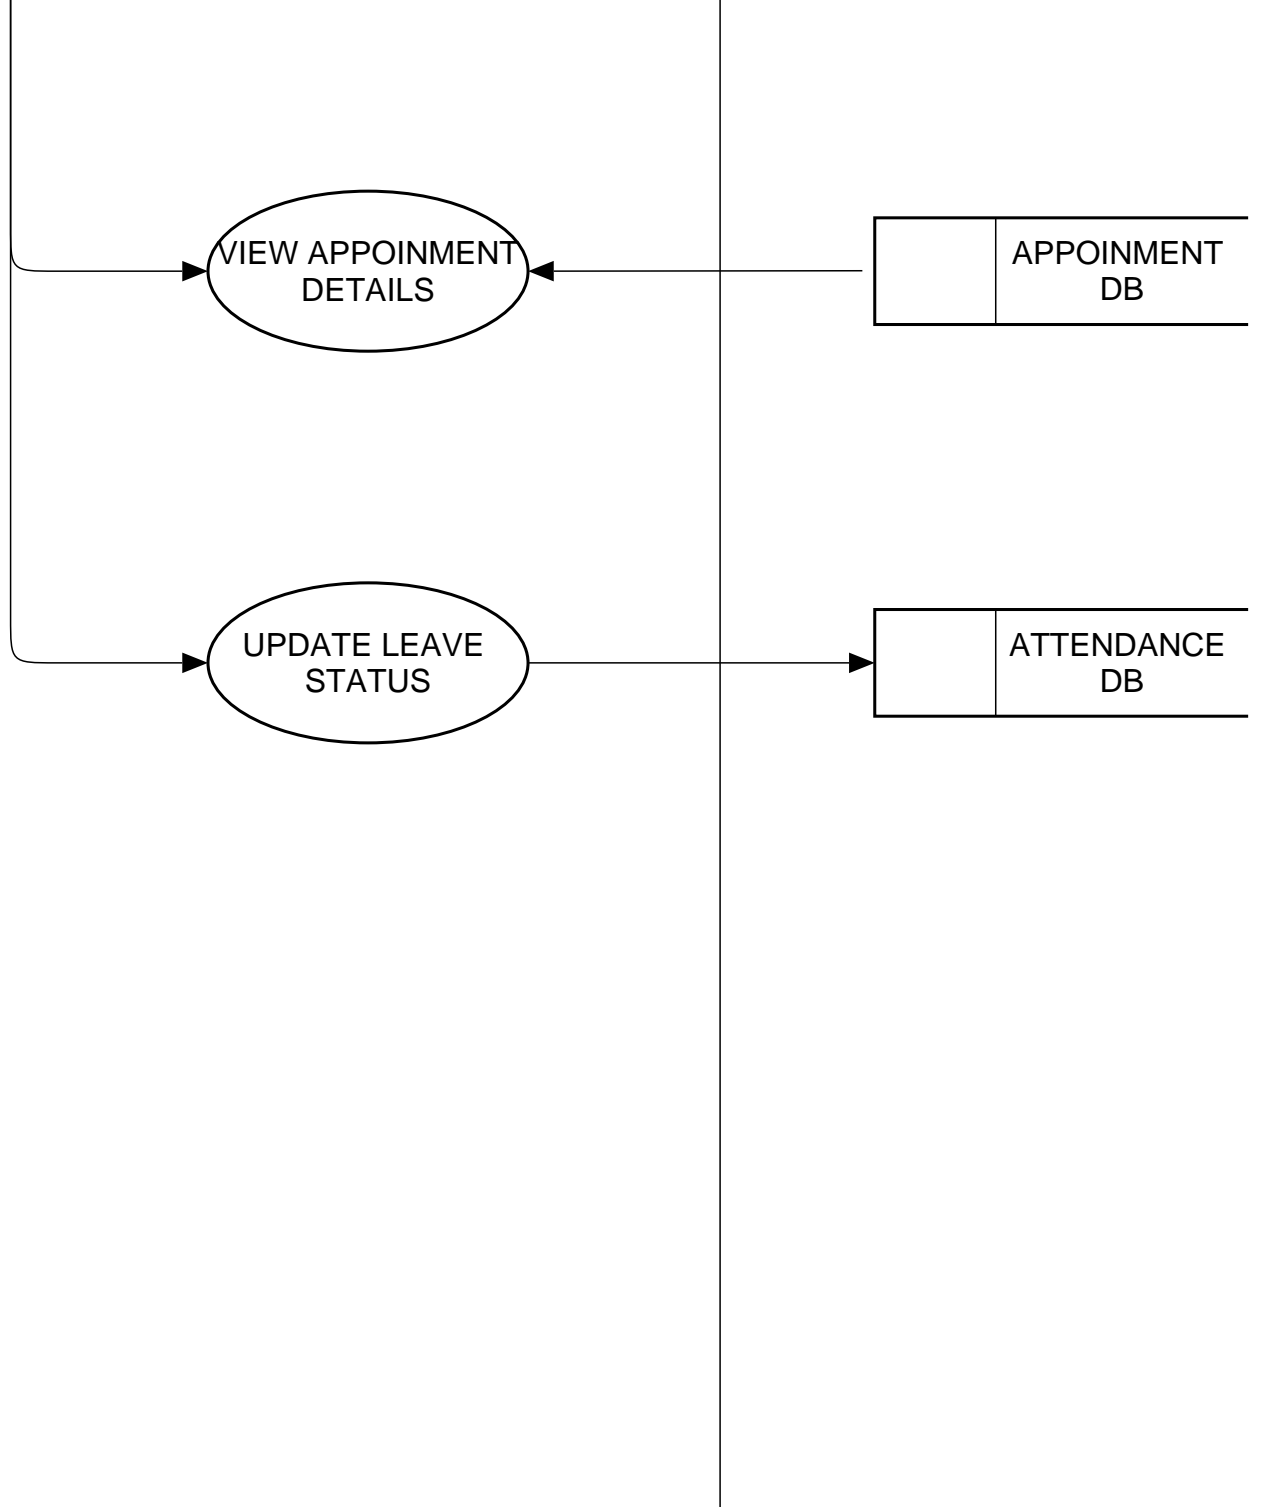 VIEW APPOINMENT
DETAILS
APPOINMENT
DB
UPDATE LEAVE
STATUS
ATTENDANCE
DB